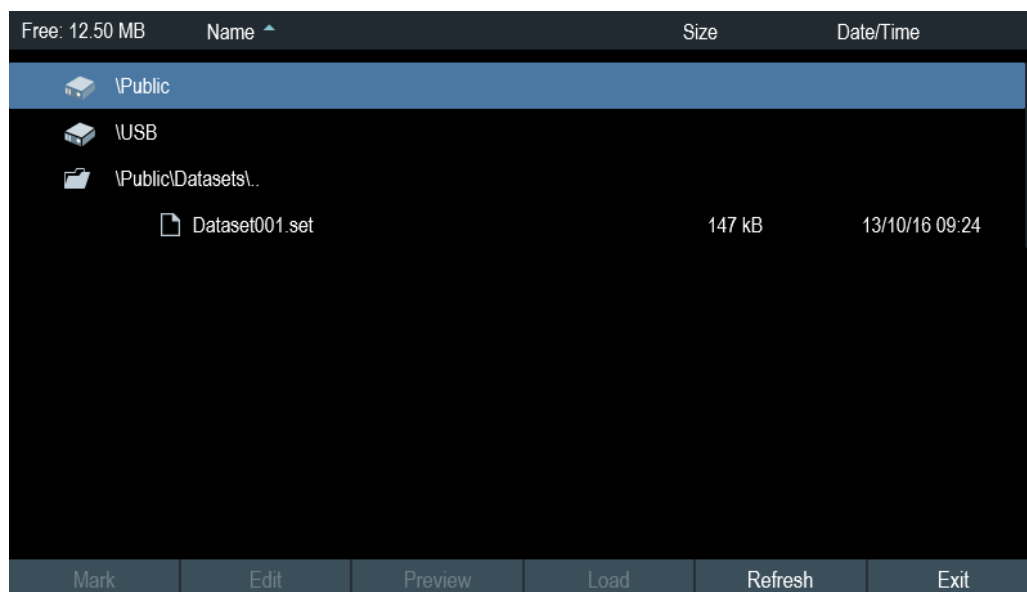 Free: 12.50 MB Name Size Date/Time
\Public
\USB
\Public\Datasets\..
Dataset001.set 147 kB 13/10/16 09:24
Mark Edit Preview Load Refresh Exit